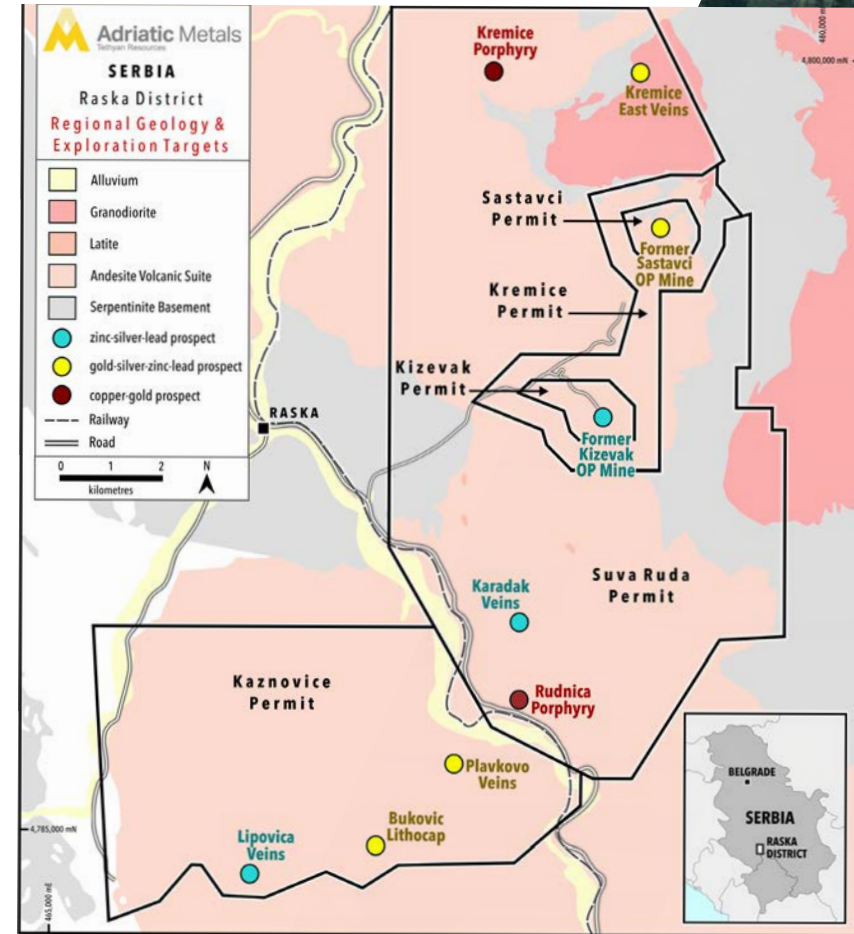 Adriatic Metals
Tethyan Resources
SERBIA
Raska District
Regional Geology &
Exploration Targets
Alluvium
Granodiorite
Latite
Andesite Volcanic Suite
Serpentinite Basement
zinc-silver-lead prospect
gold-silver-zinc-lead prospect
copper-gold prospect
Railway
Road
0 1 2
kilometres
N
Kremice
Porphyry
Kremice
East Veins
480,000 mE
4,800,000 mN
Sastavci
Permit
Former
Sastavci
OP Mine
Kremice
Permit
Kizevak
Permit
Former
Kizevak
OP Mine
RASKA
Karadak
Veins
Suva Ruda
Permit
Kaznovice
Permit
Rudnica
Porphyry
Plavkovo
Veins
Bukovic
Lithocap
Lipovica
Veins
4,785,000 mN
465,000 mE
BELGRADE
SERBIA
RASKA
DISTRICT